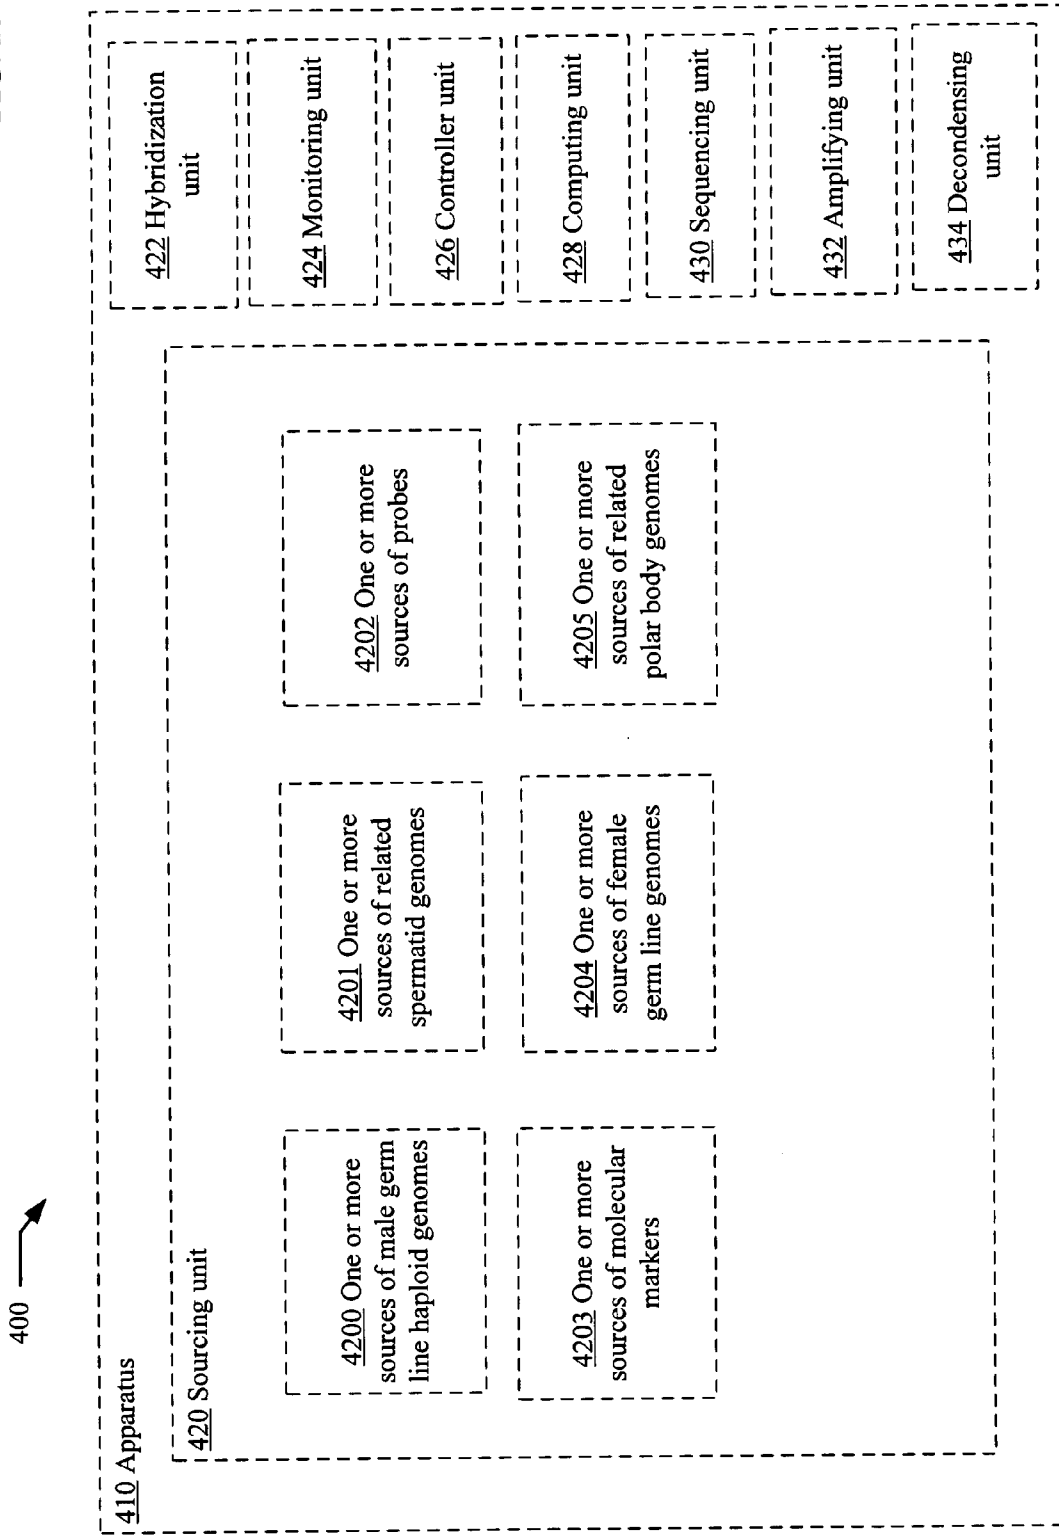 400
410 Apparatus
420 Sourcing unit
4200 One or more
sources of male germ
line haploid genomes
4201 One or more
sources of related
spermatid genomes
4202 One or more
sources of probes
4203 One or more
sources of molecular
markers
4204 One or more
sources of female
germ line genomes
4205 One or more
sources of related
polar body genomes
422 Hybridization
unit
424 Monitoring unit
426 Controller unit
428 Computing unit
430 Sequencing unit
432 Amplifying unit
434 Decondensing
unit